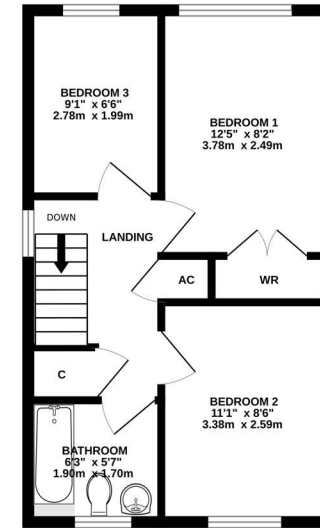 BEDROOM 3
9'1" x 6'6"
2.78m x 1.99m
BEDROOM 1
12'5" x 8'2"
3.78m x 2.49m
DOWN
LANDING
AC
WR
C
BEDROOM 2
11'1" x 8'6"
3.38m x 2.59m
BATHROOM
6'3" x 5'7"
1.90m x 1.70m